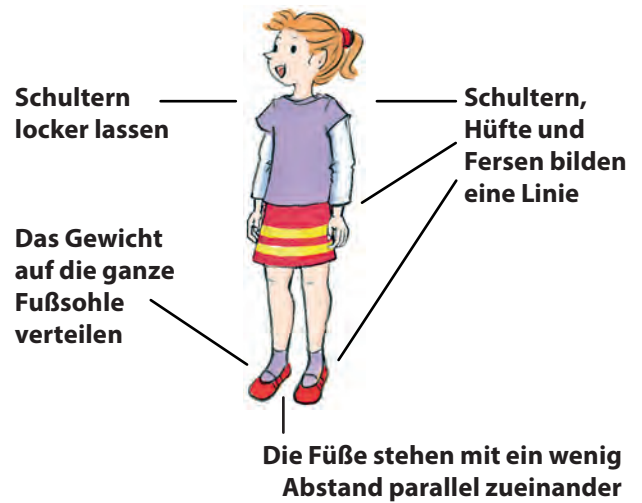 Schultern
locker lassen
Schultern,
Hüfte und
Fersen bilden
eine Linie
Das Gewicht
auf die ganze
Fußsohle
verteilen
Die Füße stehen mit ein wenig
Abstand parallel zueinander